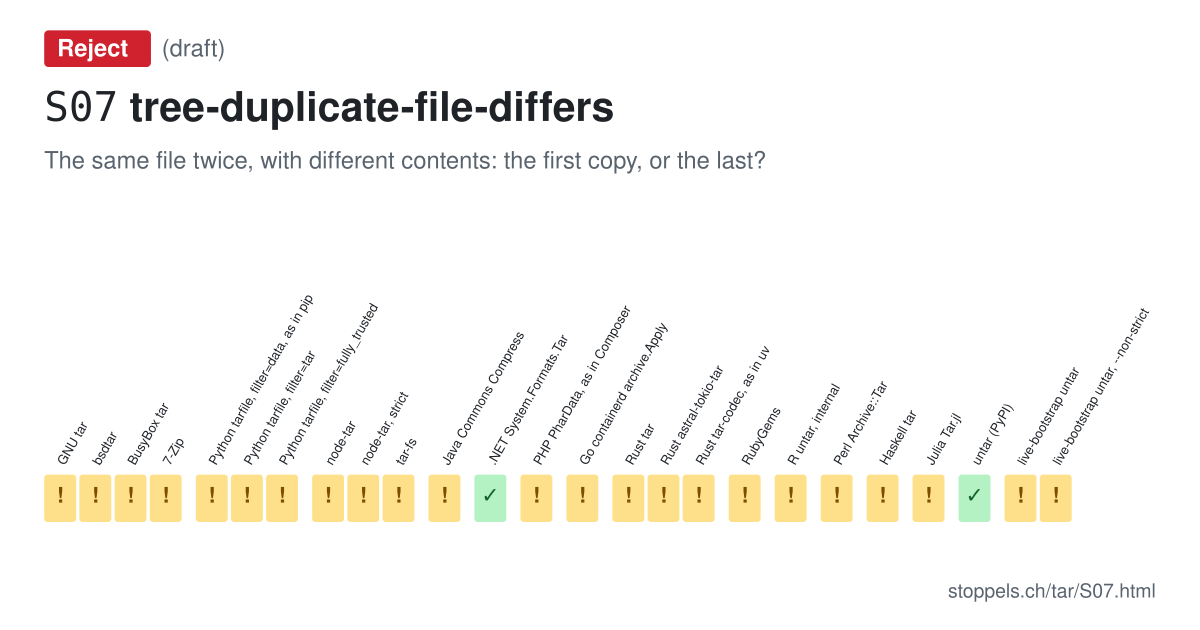 Reject (draft)
S07 tree-duplicate-file-differs
The same file twice, with different contents: the first copy, or the last?
GNU tar
bsdtar
BusyBox tar
7-Zip
Python tarfile, filter=data, as in pip
Python tarfile, filter=tar
Python tarfile, filter=fully_trusted
node-tar
node-tar, strict
tar-fs
Java Commons Compress
.NET System.Formats.Tar
PHP PharData, as in Composer
Go containerd archive.Apply
Rust tar
Rust astral-tokio-tar
Rust tar-codec, as in uv
RubyGems
R untar, internal
Perl Archive::Tar
Haskell tar
Julia Tar.jl
untar (PyPI)
live-bootstrap untar
live-bootstrap untar, --non-strict
! ! ! ! ! ! ! ! ! ! ! ✓ ! ! ! ! ! ! ! ! ! ! ✓ ! !
stoppels.ch/tar/S07.html